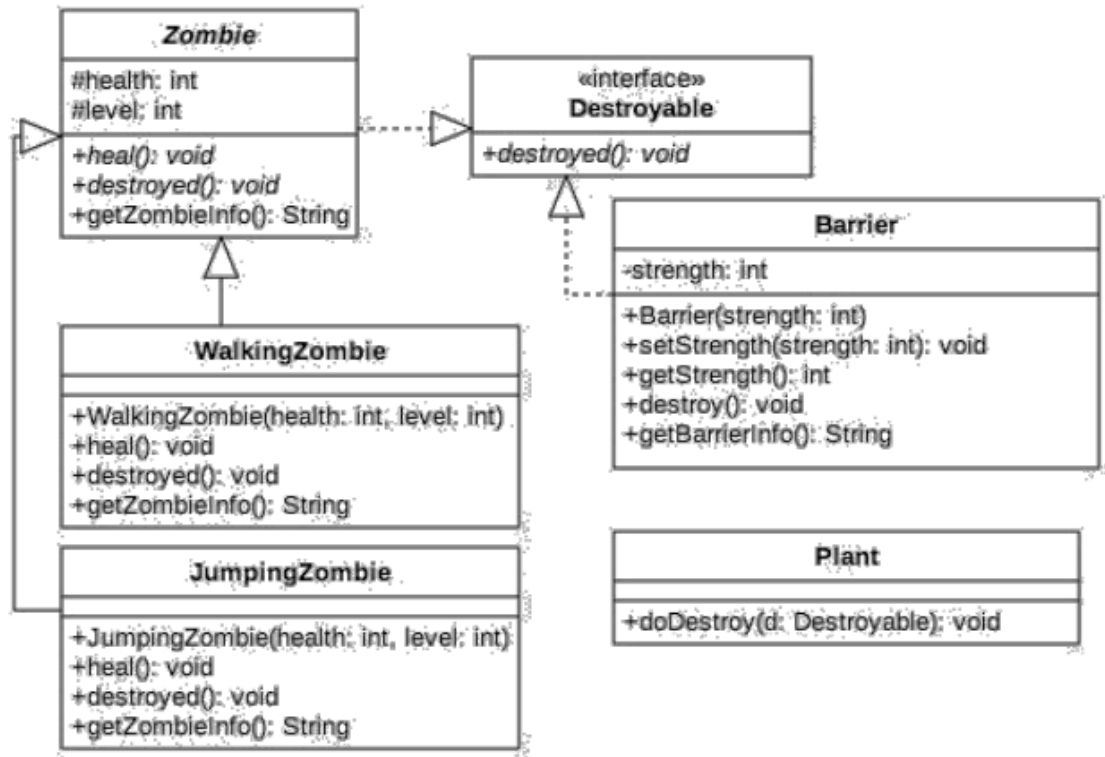 Zombie
#health: int
#level: int
+heal(): void
+destroyed(): void
+getZombieInfo(): String
«interface»
Destroyable
+destroyed(): void
Barrier
-strength: int
+Barrier(strength: int)
+setStrength(strength: int): void
+getStrength(): int
+destroy(): void
+getBarrierInfo(): String
WalkingZombie
+WalkingZombie(health: int, level: int)
+heal(): void
+destroyed(): void
+getZombieInfo(): String
JumpingZombie
+JumpingZombie(health: int, level: int)
+heal(): void
+destroyed(): void
+getZombieInfo(): String
Plant
+doDestroy(d: Destroyable): void